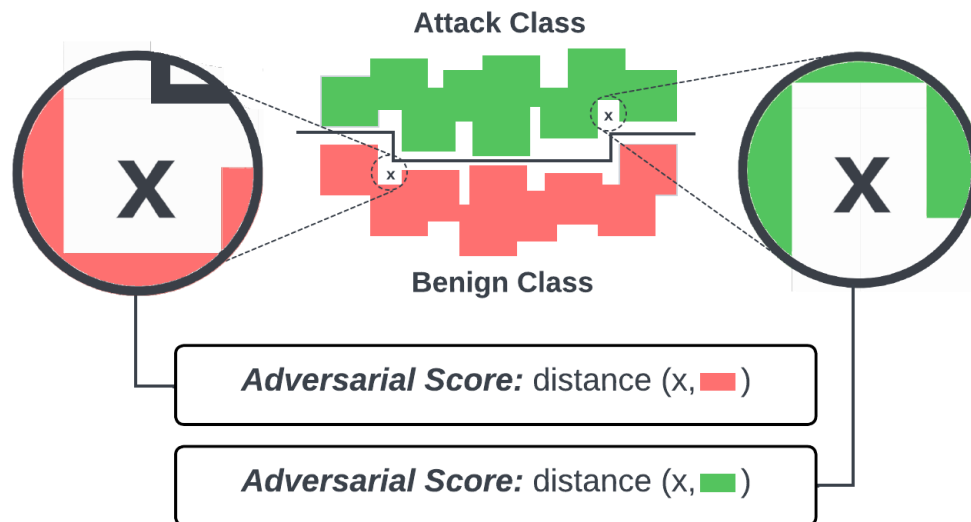 Attack Class
x
x
x
x
Benign Class
Adversarial Score: distance (x, )
Adversarial Score: distance (x, )